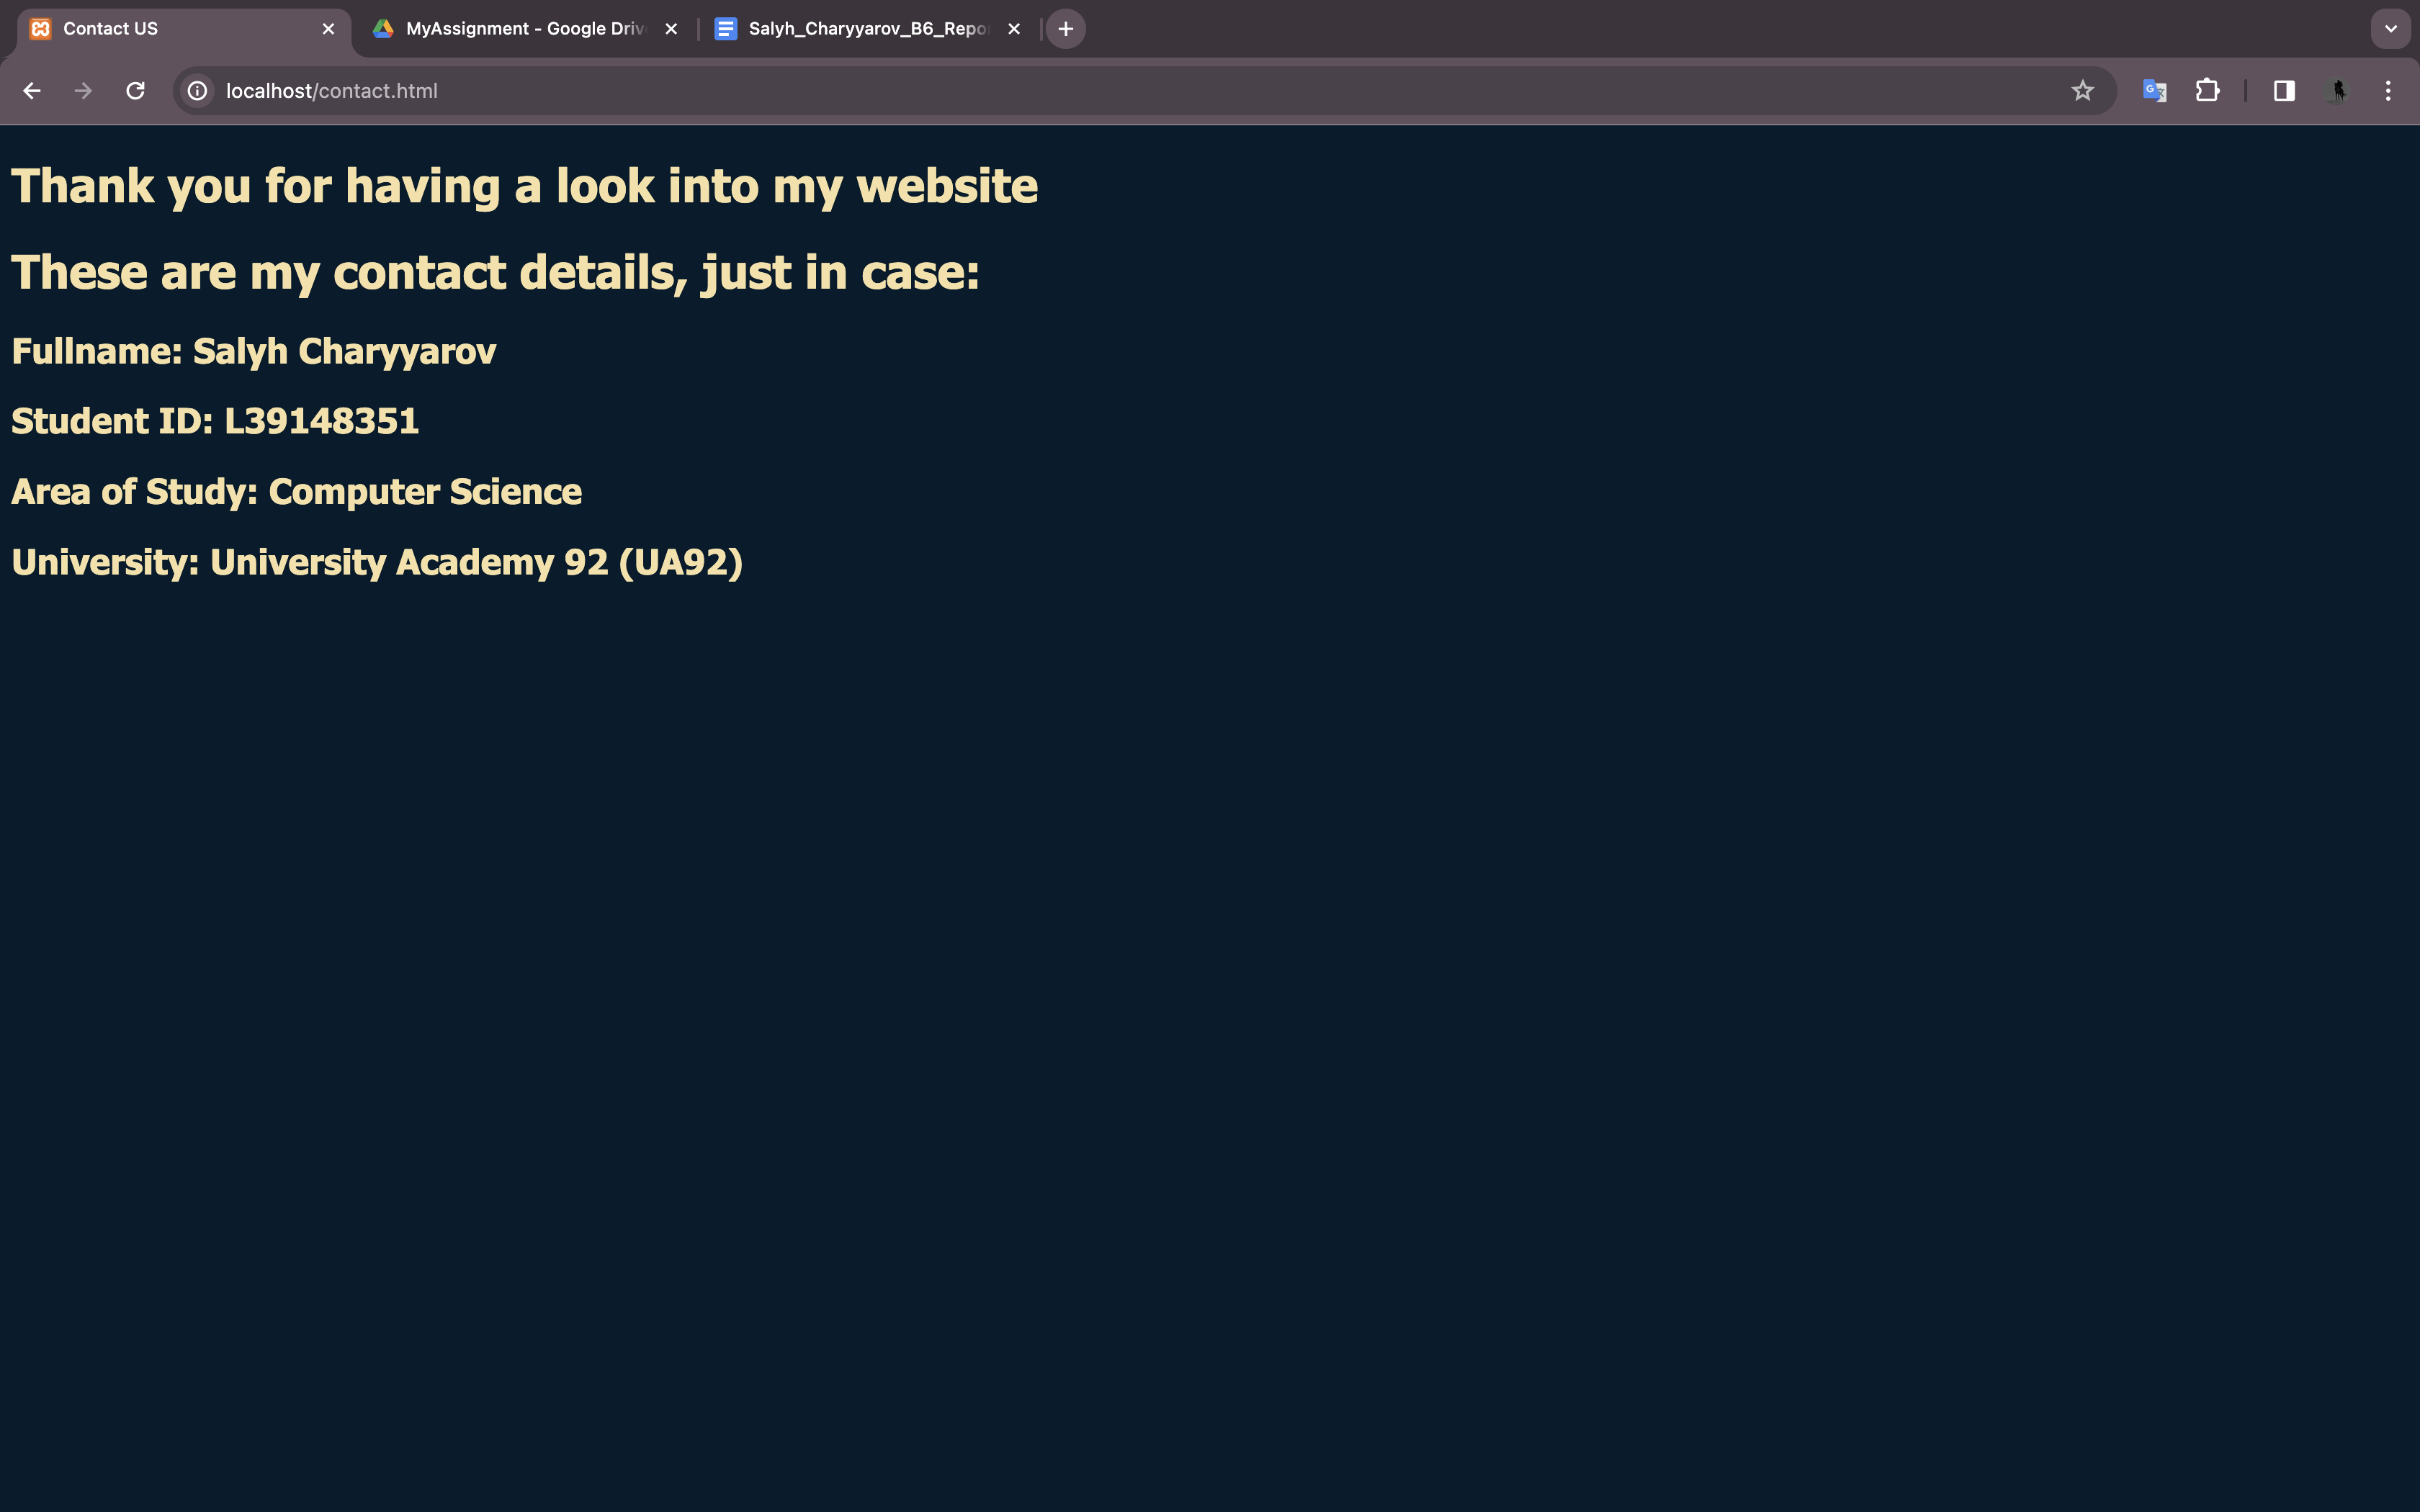 Contact US
MyAssignment - Google Driv
Salyh_Charyyarov_B6_Repo
localhost/contact.html
Thank you for having a look into my website
These are my contact details, just in case:
Fullname: Salyh Charyyarov
Student ID: L39148351
Area of Study: Computer Science
University: University Academy 92 (UA92)